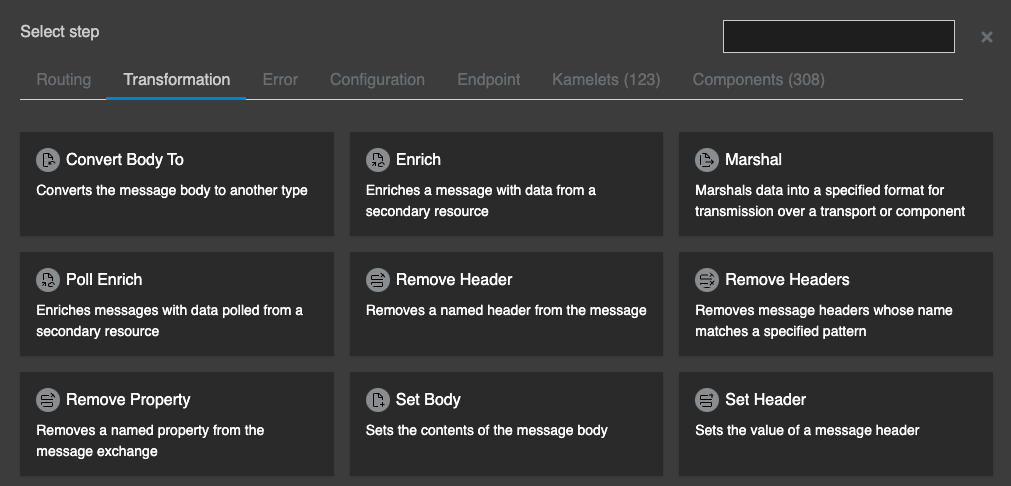 Select step
Routing Transformation Error Configuration Endpoint Kamelets (123) Components (308)
Convert Body To
Converts the message body to another type
Enrich
Enriches a message with data from a
secondary resource
Marshal
Marshals data into a specified format for
transmission over a transport or component
Poll Enrich
Enriches messages with data polled from a
secondary resource
Remove Header
Removes a named header from the message
Remove Headers
Removes message headers whose name
matches a specified pattern
Remove Property
Removes a named property from the
message exchange
Set Body
Sets the contents of the message body
Set Header
Sets the value of a message header